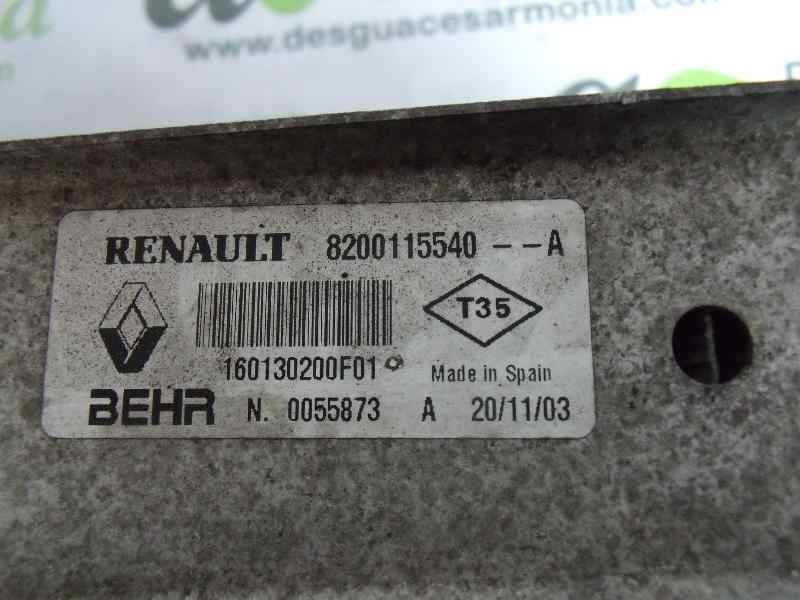 www.desguacesarmonia.com
RENAULT 8200115540 --A
T35
160130200F01
Made in Spain
BEHR N. 0055873 A 20/11/03